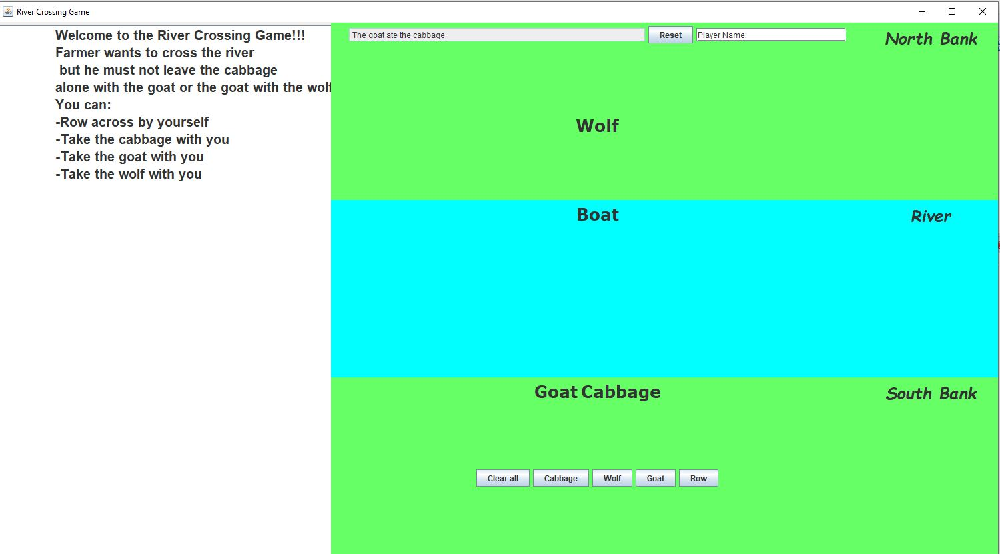 River Crossing Game
Welcome to the River Crossing Game!!!
Farmer wants to cross the river
but he must not leave the cabbage
alone with the goat or the goat with the wolf
You can:
-Row across by yourself
-Take the cabbage with you
-Take the goat with you
-Take the wolf with you
The goat ate the cabbage Reset Player Name: North Bank
Wolf
Boat River
Goat Cabbage South Bank
Clear all Cabbage Wolf Goat Row